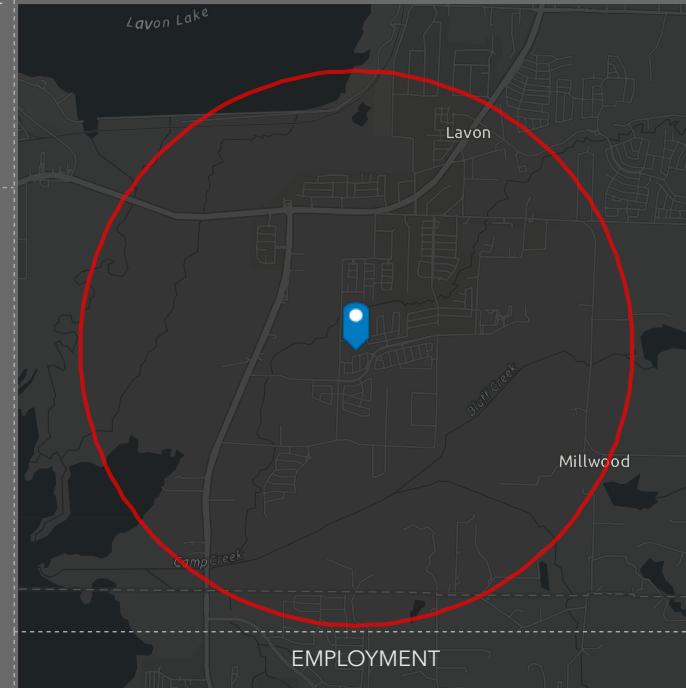 Lavon Lake
Lavon
Bluff Creek
Millwood
Camp Creek
EMPLOYMENT